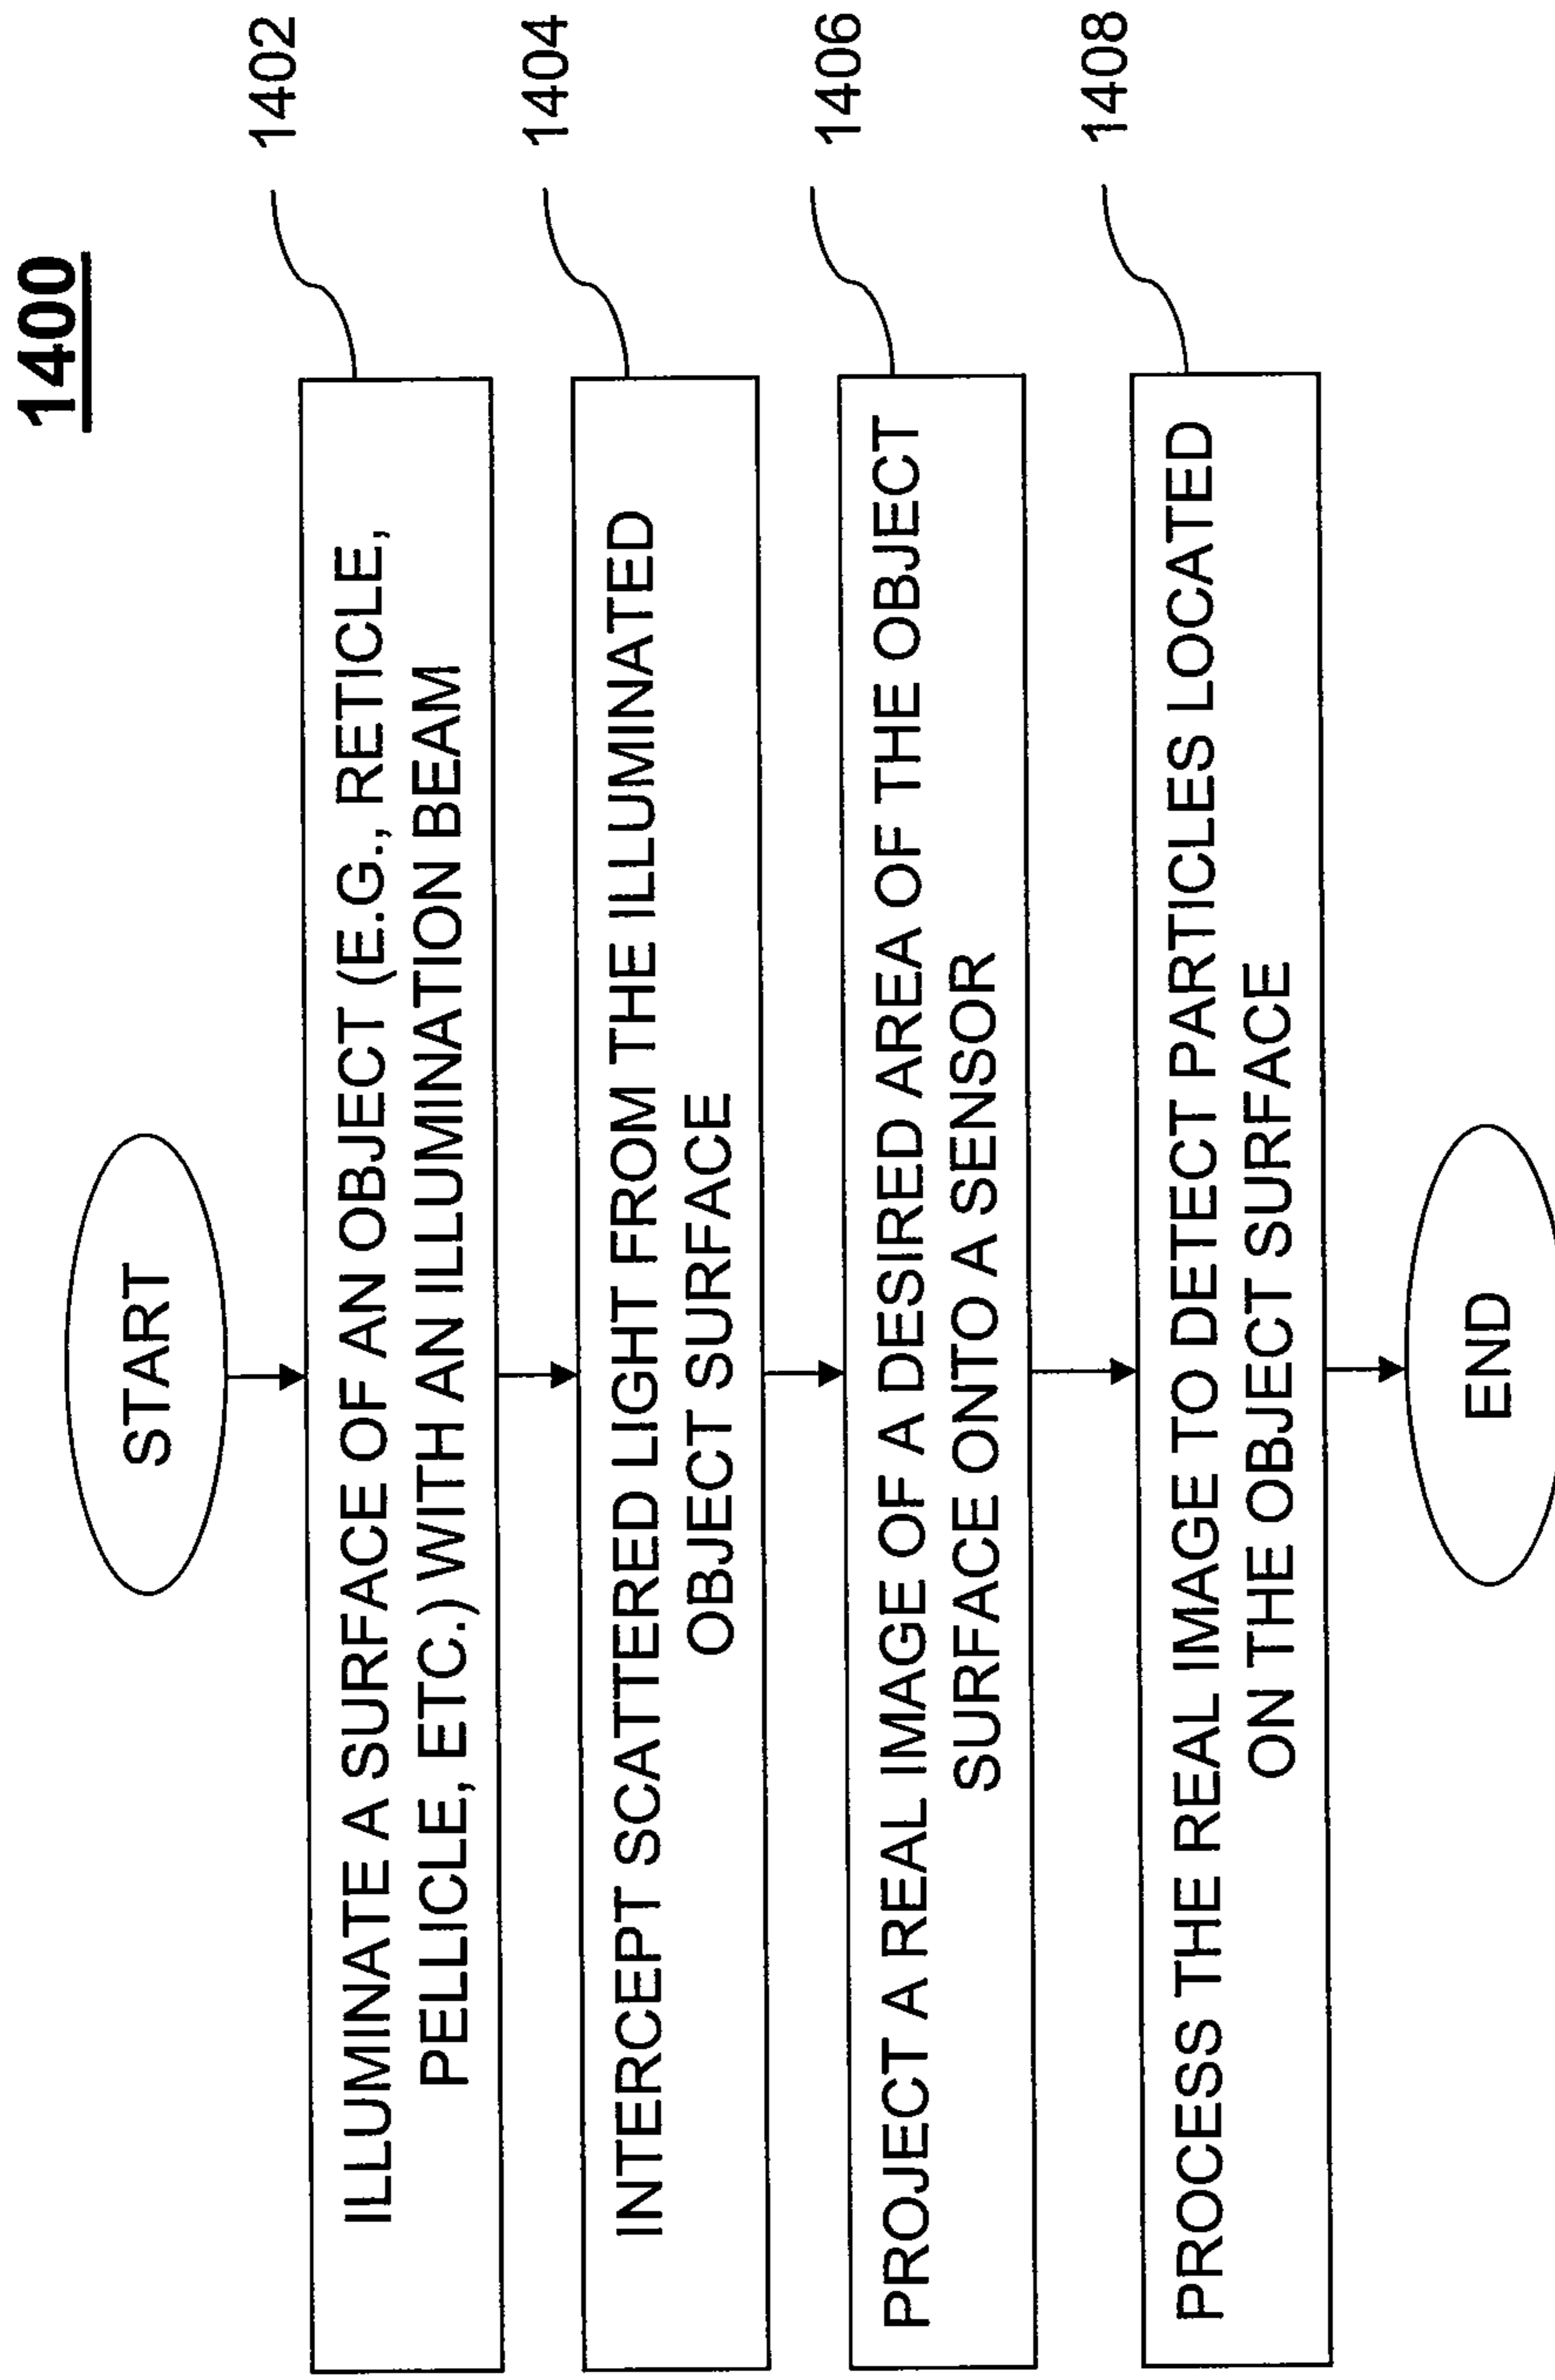 1400
START
ILLUMINATE A SURFACE OF AN OBJECT (E.G., RETICLE,
PELLICLE, ETC.) WITH AN ILLUMINATION BEAM
1402
INTERCEPT SCATTERED LIGHT FROM THE ILLUMINATED
OBJECT SURFACE
1404
PROJECT A REAL IMAGE OF A DESIRED AREA OF THE OBJECT
SURFACE ONTO A SENSOR
1406
PROCESS THE REAL IMAGE TO DETECT PARTICLES LOCATED
ON THE OBJECT SURFACE
1408
END